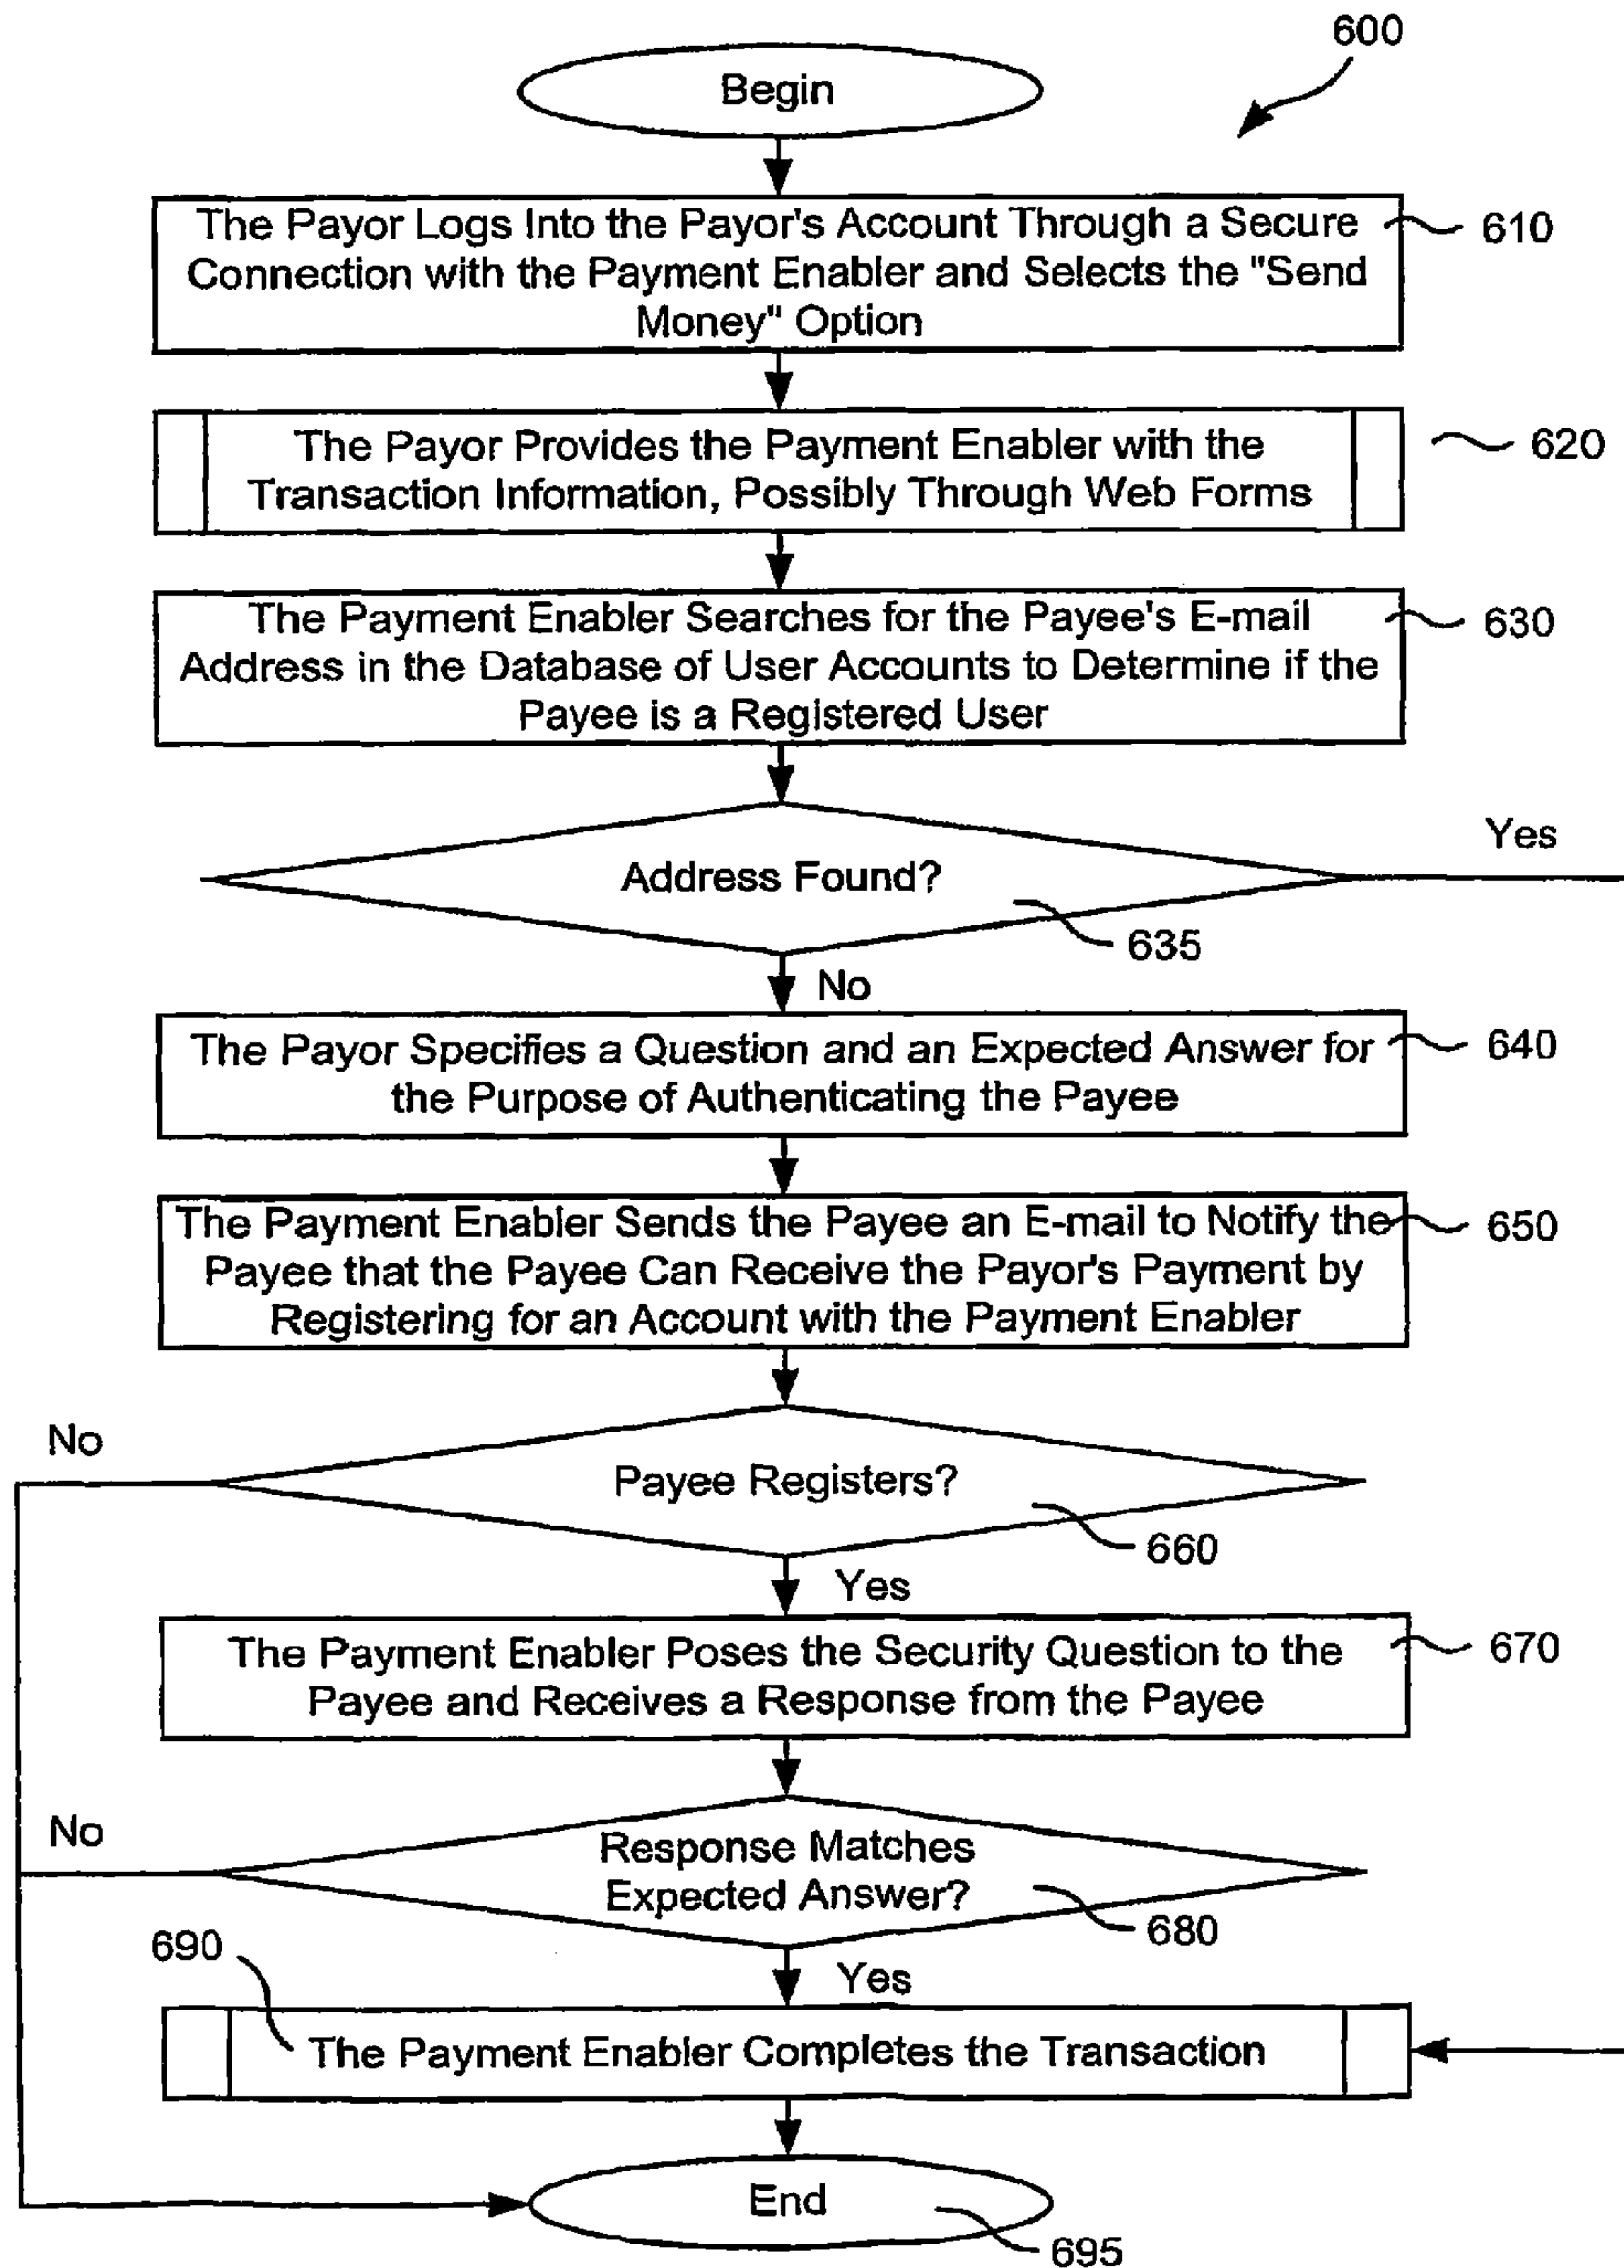 600
Begin
The Payor Logs Into the Payor's Account Through a Secure
Connection with the Payment Enabler and Selects the "Send
Money" Option
610
The Payor Provides the Payment Enabler with the
Transaction Information, Possibly Through Web Forms
620
The Payment Enabler Searches for the Payee's E-mail
Address in the Database of User Accounts to Determine if the
Payee is a Registered User
630
Yes
Address Found?
635
No
The Payor Specifies a Question and an Expected Answer for
the Purpose of Authenticating the Payee
640
The Payment Enabler Sends the Payee an E-mail to Notify the
Payee that the Payee Can Receive the Payor's Payment by
Registering for an Account with the Payment Enabler
650
No
Payee Registers?
660
Yes
The Payment Enabler Poses the Security Question to the
Payee and Receives a Response from the Payee
670
No
Response Matches
Expected Answer?
680
690
Yes
The Payment Enabler Completes the Transaction
End
695